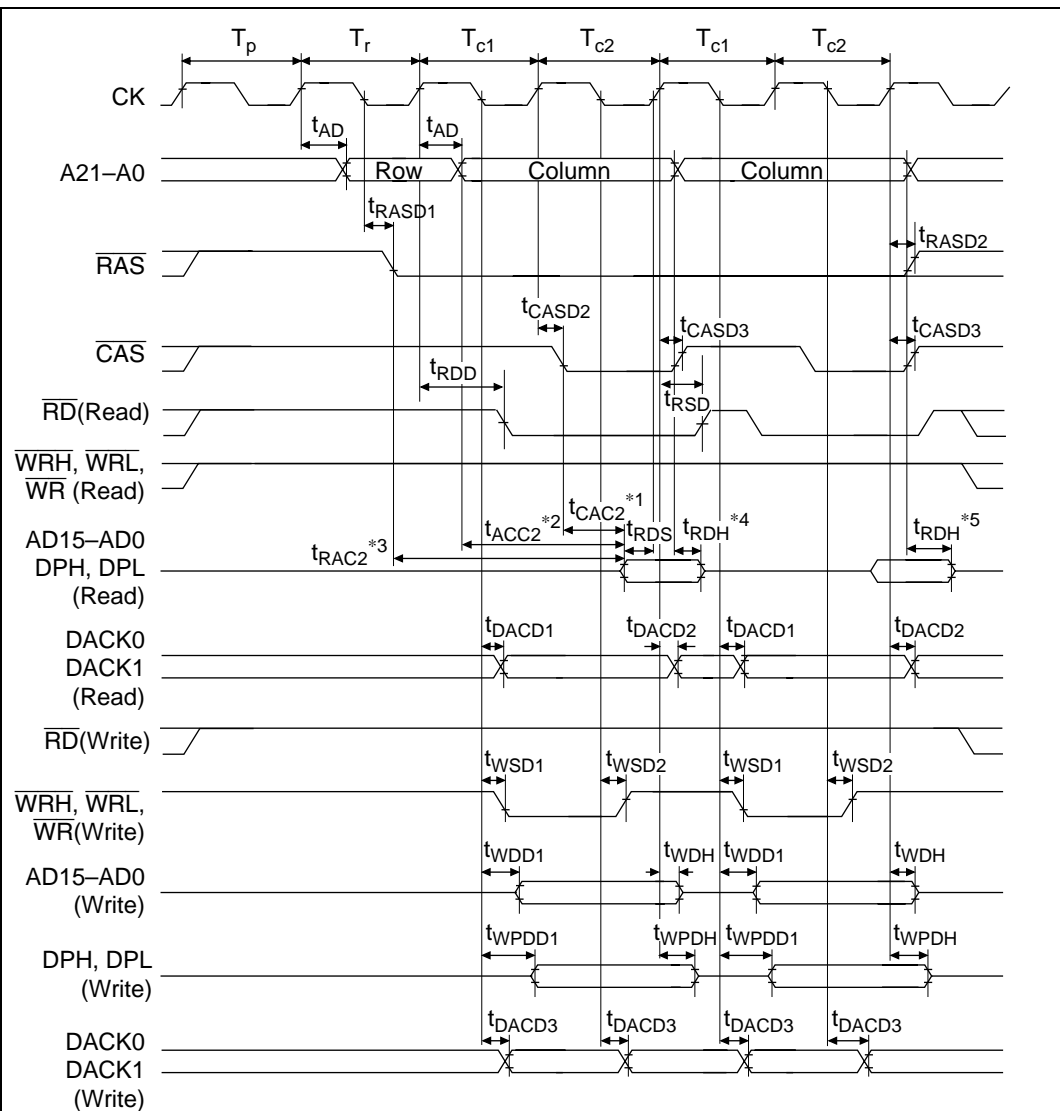 Tp Tr Tc1 Tc2 Tc1 Tc2
CK
tAD tAD
A21–A0 Row Column Column
tRASD1
RAS tRASD2
tCASD2 tCASD3 tCASD3
CAS
tRDD tRSD
RD(Read)
WRH, WRL,
WR (Read)
tCAC2*1
tACC2*2 tRDS tRDH*4 tRDH*5
tRAC2*3
AD15–AD0
DPH, DPL
(Read)
tDACD1 tDACD2 tDACD1 tDACD2
DACK0
DACK1
(Read)
RD(Write)
tWSD1 tWSD2 tWSD1 tWSD2
WRH, WRL,
WR(Write)
tWDD1 tWDH tWDD1 tWDH
AD15–AD0
(Write)
tWPDD1 tWPDH tWPDD1 tWPDH
DPH, DPL
(Write)
tDACD3 tDACD3 tDACD3 tDACD3
DACK0
DACK1
(Write)